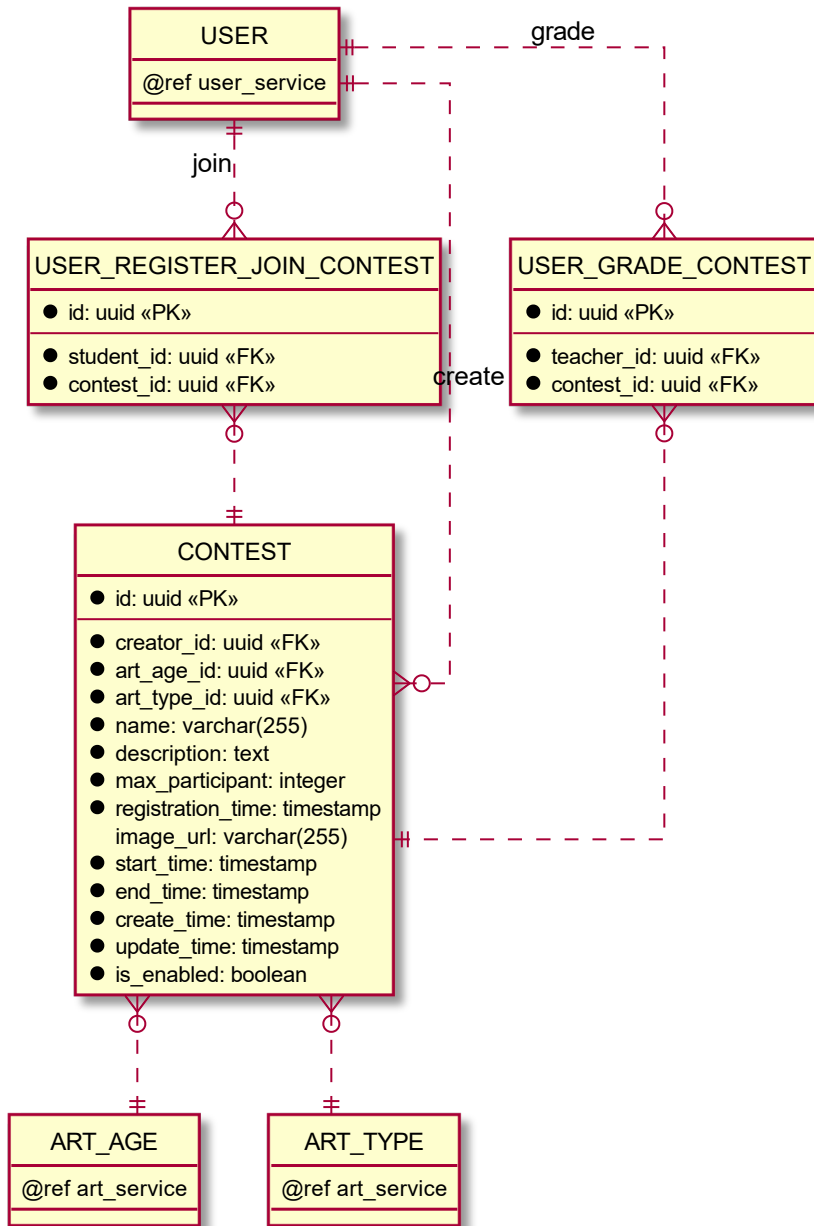 USER
@ref user_service
grade
join
USER_REGISTER_JOIN_CONTEST
id: uuid «PK»
student_id: uuid «FK»
contest_id: uuid «FK»
create
USER_GRADE_CONTEST
id: uuid «PK»
teacher_id: uuid «FK»
contest_id: uuid «FK»
CONTEST
id: uuid «PK»
creator_id: uuid «FK»
art_age_id: uuid «FK»
art_type_id: uuid «FK»
name: varchar(255)
description: text
max_participant: integer
registration_time: timestamp
image_url: varchar(255)
start_time: timestamp
end_time: timestamp
create_time: timestamp
update_time: timestamp
is_enabled: boolean
ART_AGE
@ref art_service
ART_TYPE
@ref art_service